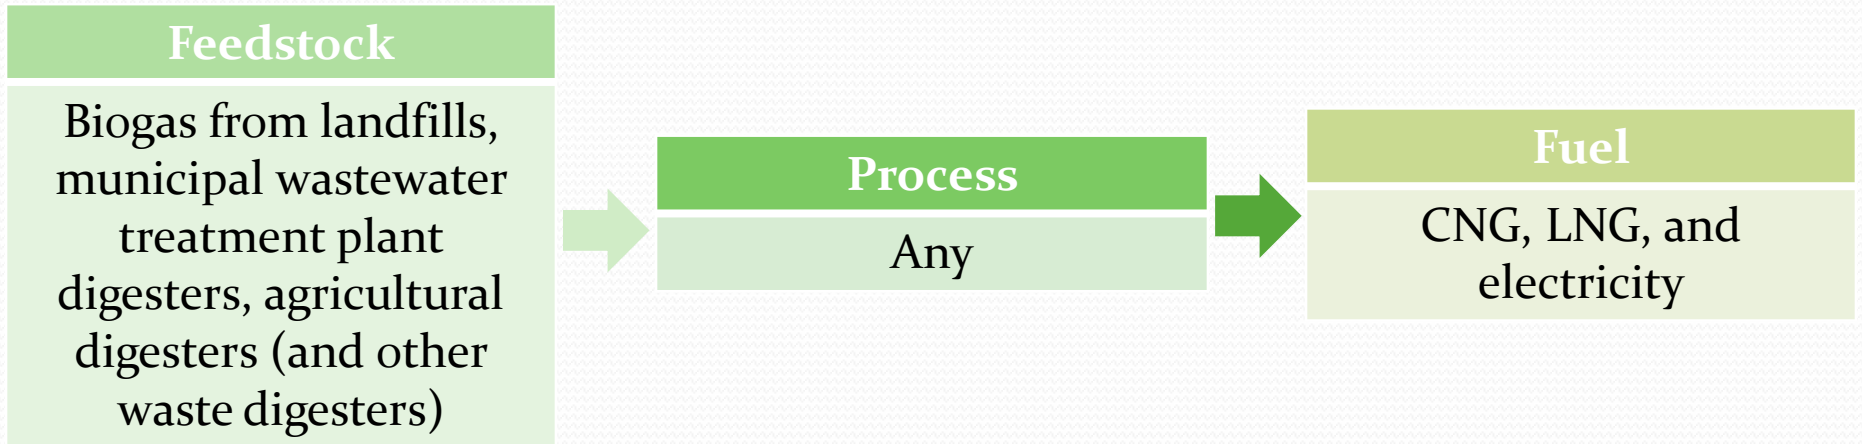 Feedstock
Biogas from landfills,
municipal wastewater
treatment plant
digesters, agricultural
digesters (and other
waste digesters)
Process
Any
Fuel
CNG, LNG, and
electricity